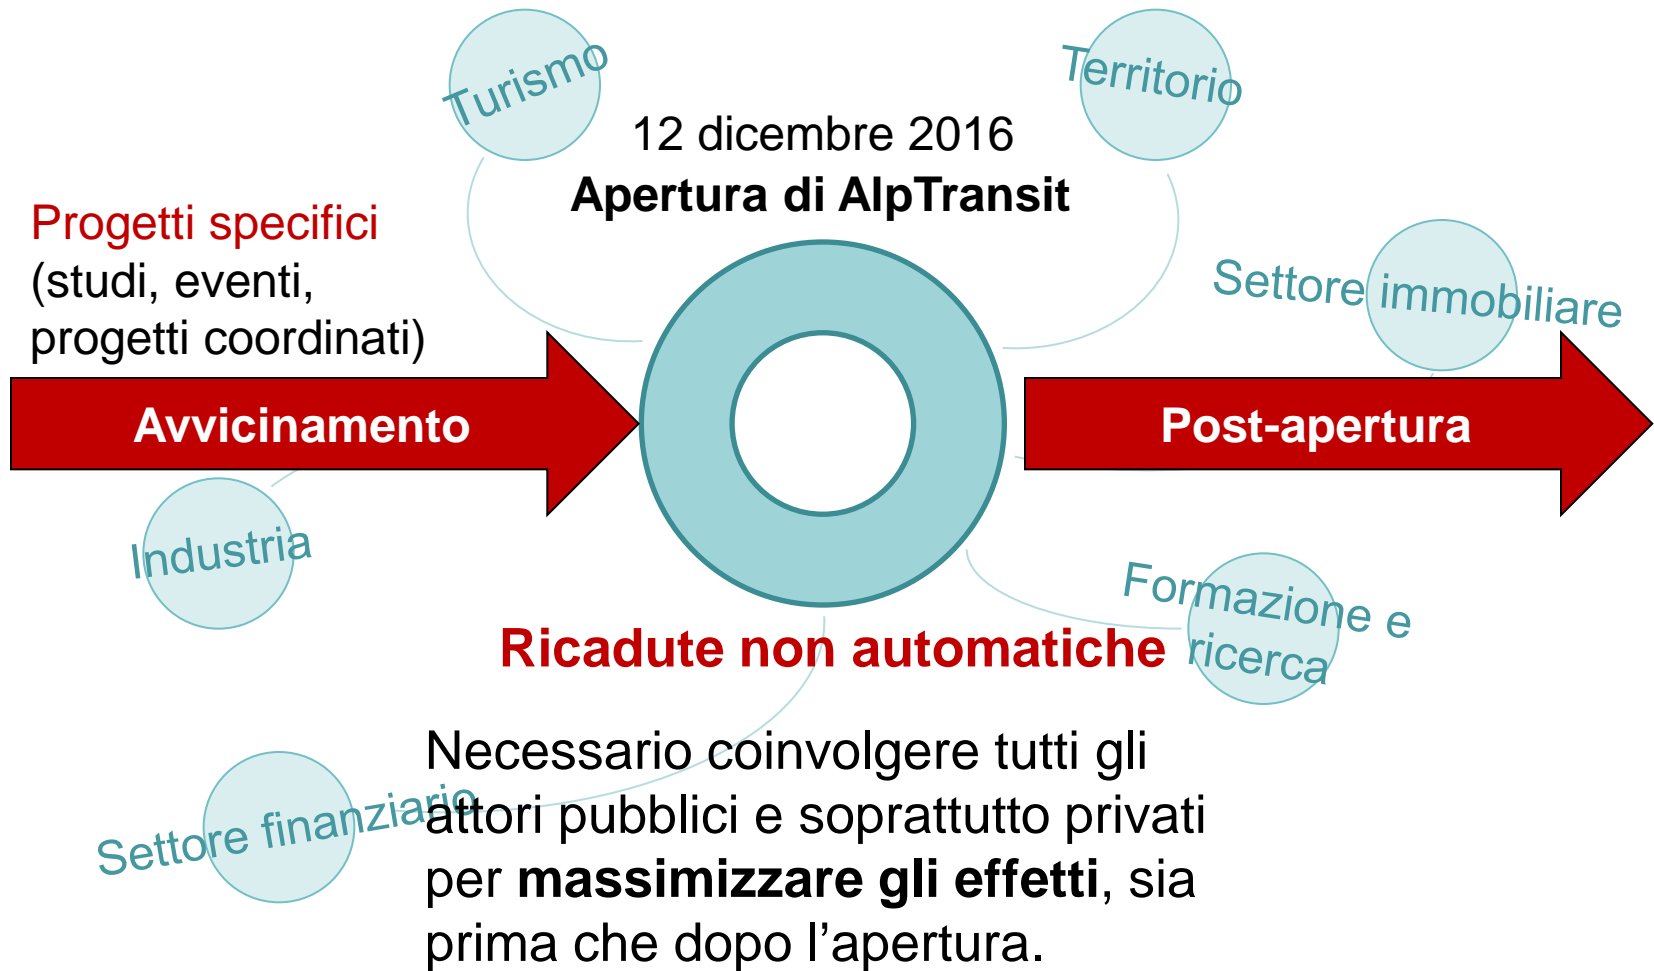 Turismo
Territorio
12 dicembre 2016
Apertura di AlpTransit
Progetti specifici
(studi, eventi,
progetti coordinati)
Settore immobiliare
Avvicinamento
Post-apertura
Industria
Formazione e
ricerca
Ricadute non automatiche
Settore finanziario
Necessario coinvolgere tutti gli
attori pubblici e soprattutto privati
per massimizzare gli effetti, sia
prima che dopo l’apertura.